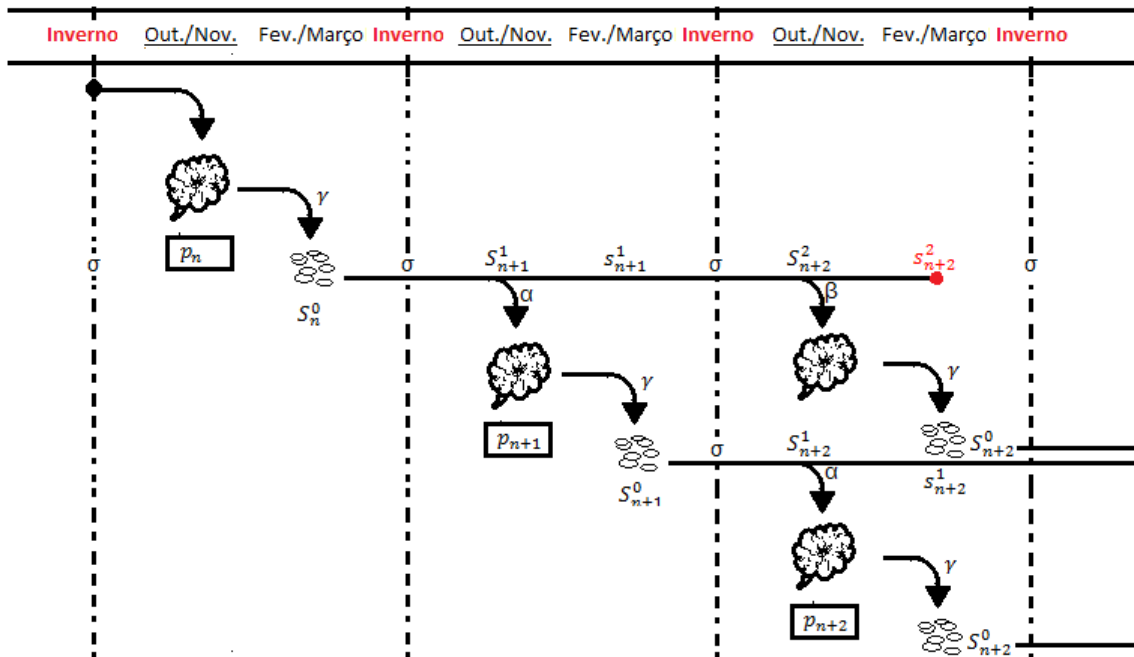 Inverno Out./Nov. Fev./Março Inverno Out./Nov. Fev./Março Inverno Out./Nov. Fev./Março Inverno
γ
p_n
σ σ S^1_{n+1} s^1_{n+1} σ S^2_{n+2} s^2_{n+2} σ
α β
S^0_n
γ γ
p_{n+1} σ S^1_{n+2} S^0_{n+2}
α s^1_{n+2}
S^0_{n+1}
γ
p_{n+2}
S^0_{n+2}